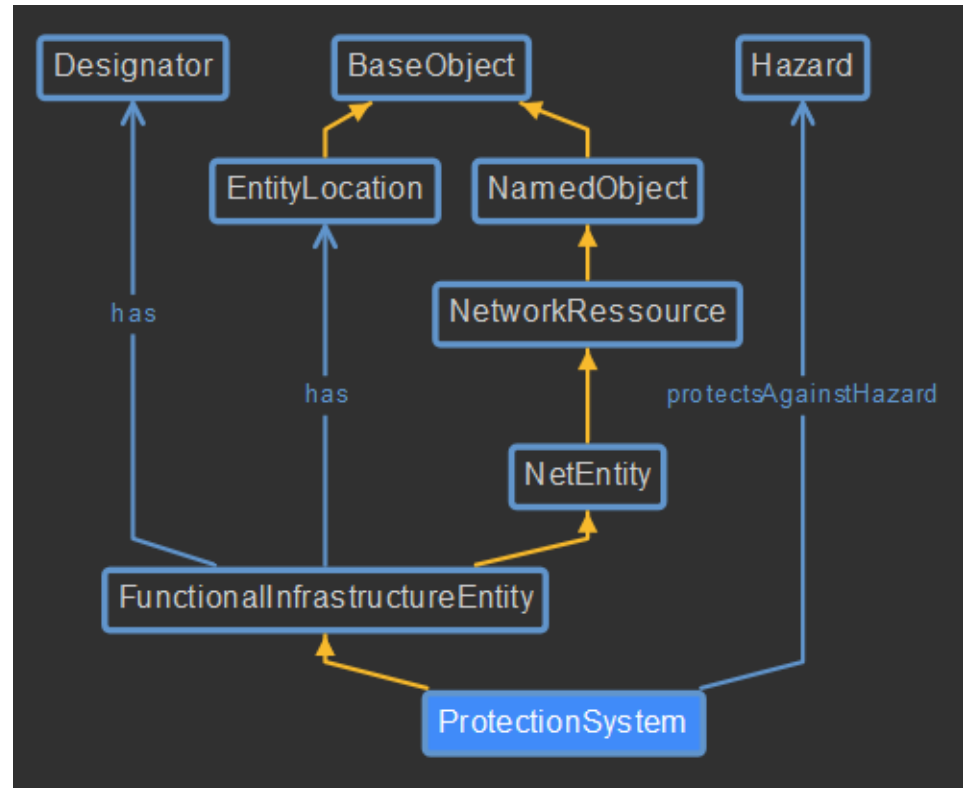 Designator
BaseObject
Hazard
EntityLocation
NamedObject
NetworkRessource
has
has
protectsAgainstHazard
NetEntity
FunctionalInfrastructureEntity
ProtectionSystem